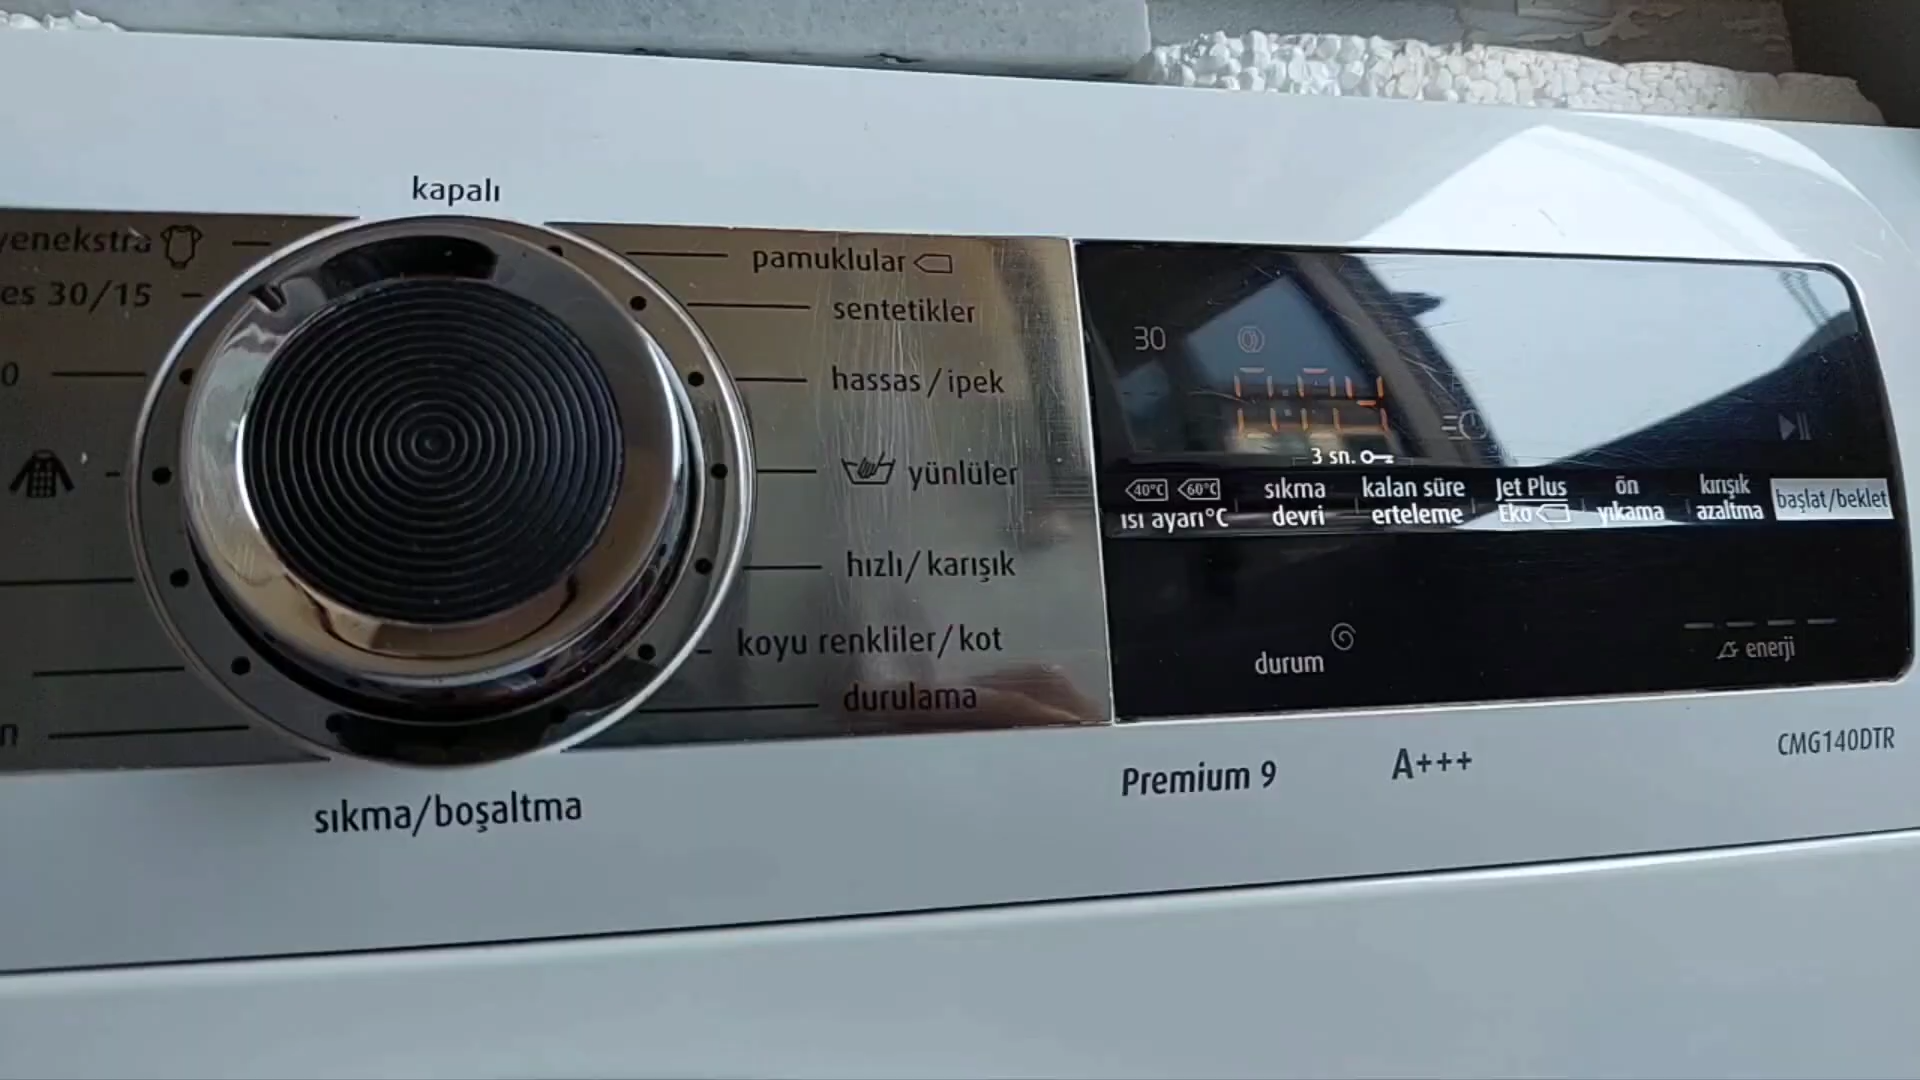 kapalı
yenekstra
es 30/15
0
n
pamuklular
sentetikler
hassas/ipek
yünlüler
hızlı/karışık
koyu renkliler/kot
durulama
sıkma/boşaltma
30
3 sn.
40°C 60°C
ısı ayarı°C
sıkma
devri
kalan süre
erteleme
Jet Plus
Eko
ön
yıkama
kırışık
azaltma
başlat/beklet
durum
enerji
Premium 9
A+++
CMG140DTR